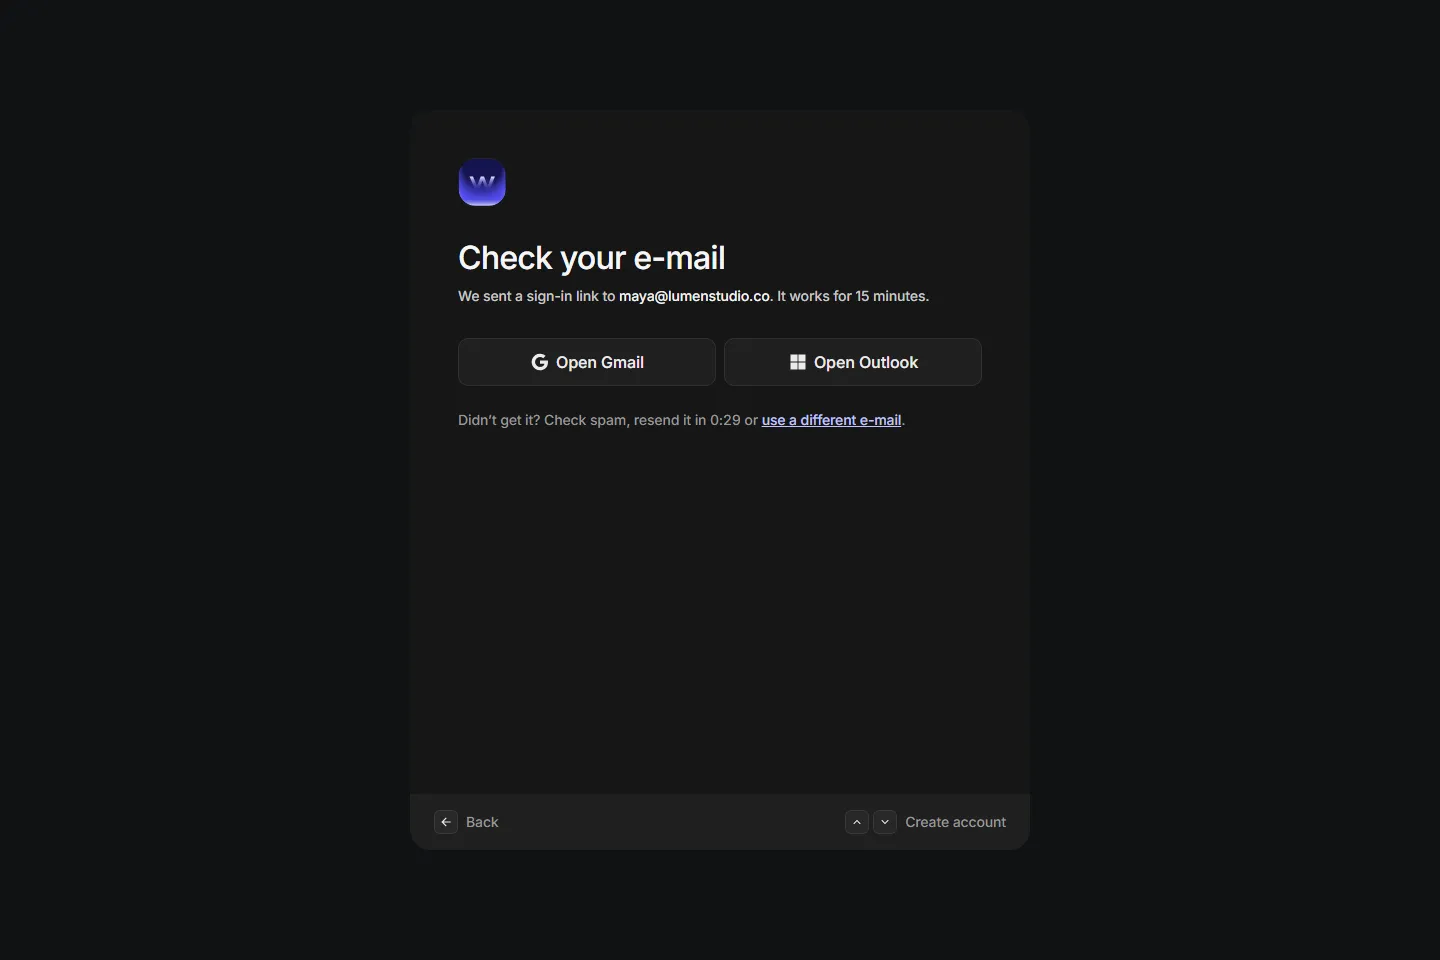 W
Check your e-mail
We sent a sign-in link to maya@lumenstudio.co. It works for 15 minutes.
Open Gmail
Open Outlook
Didn’t get it? Check spam, resend it in 0:29 or use a different e-mail.
Back
Create account